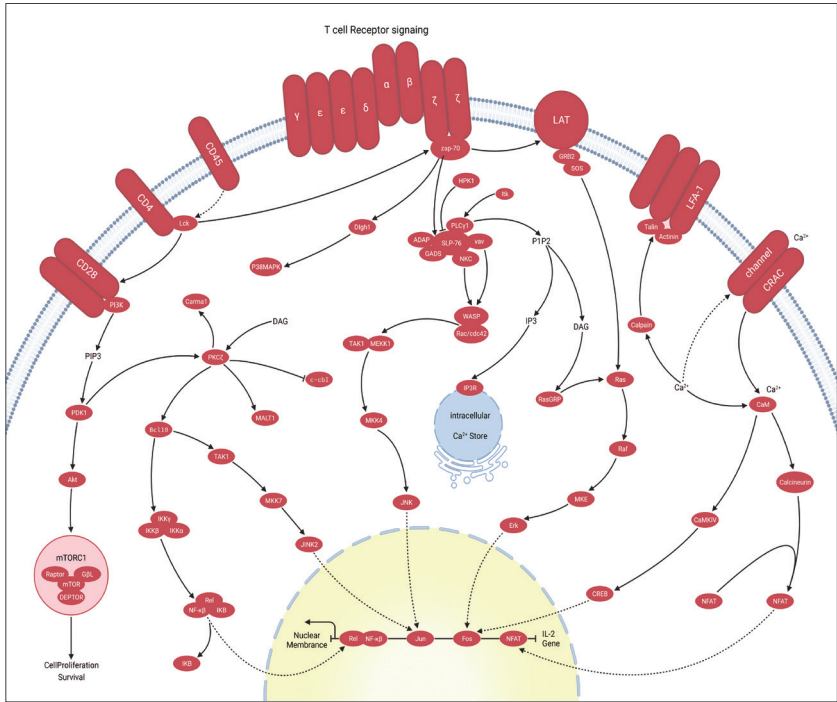 T cell Receptor signaing
γ
ε
ε
δ
α
β
ζ
ζ
LAT
zap-70
GRB2
SOS
CD45
CD4
Lck
HPK1
Itk
LFA-1
Talin
Actinin
Dlgh1
PLCγ1
ADAP
SLP-76
vav
GADS
NKC
P1P2
Ca²⁺
channel
CRAC
CD28
PI3K
P38MAPK
Carma1
DAG
WASP
Rac/cdc42
IP3
DAG
Calpain
TAK1
MEKK1
PIP3
PKCζ
c-cbl
IP3R
Ras
Ca²⁺
Ca²⁺
CaM
RasGRP
PDK1
MALT1
intracellular
Ca²⁺ Store
MKK4
Bcl10
TAK1
Raf
Akt
Calcineurin
MKK7
JNK
MKE
IKKγ
IKKβ
IKKα
Erk
CaMKIV
JINK2
mTORC1
Raptor
GβL
mTOR
DEPTOR
CREB
NFAT
NFAT
Rel
NF-κβ
IKB
Nuclear
Membrance
Rel
NF-κβ
Jun
Fos
NFAT
IL-2
Gene
IKB
CellProliferation
Survival